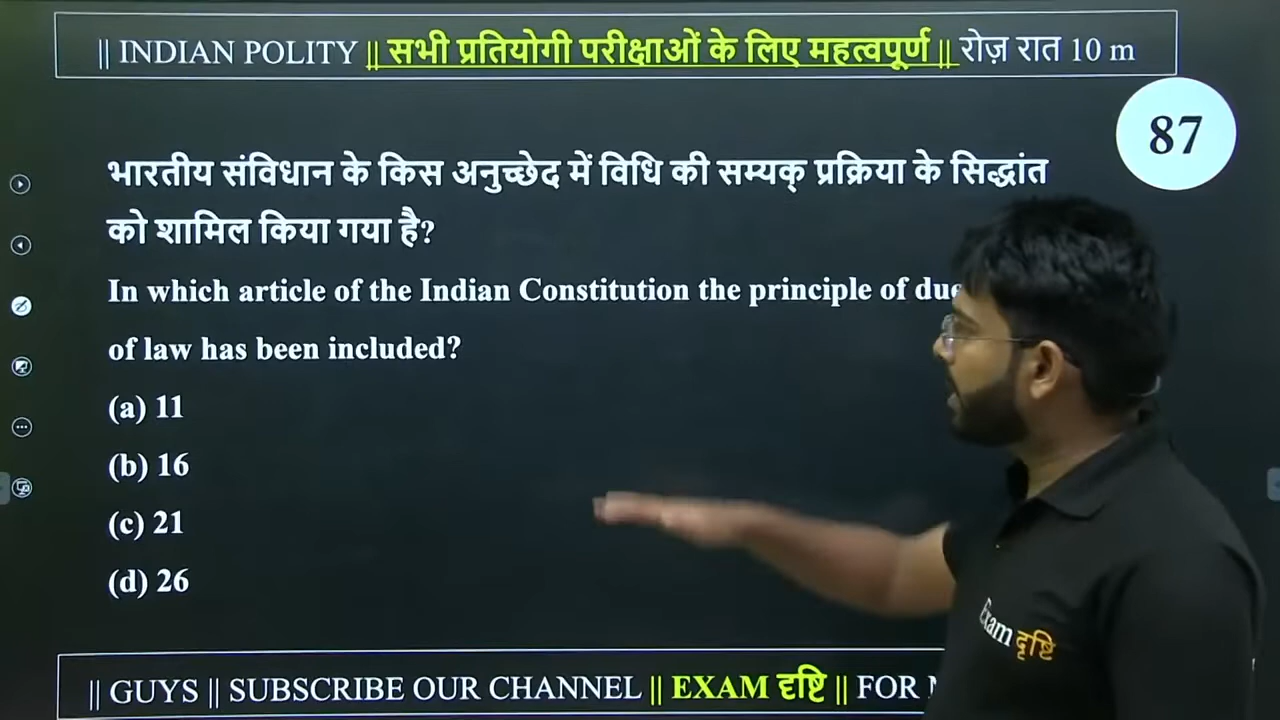 || INDIAN POLITY || सभी प्रतियोगी परीक्षाओं के लिए महत्वपूर्ण || रोज़ रात 10 m
87
भारतीय संविधान के किस अनुच्छेद में विधि की सम्यक् प्रक्रिया के सिद्धांत
को शामिल किया गया है?
In which article of the Indian Constitution the principle of due
of law has been included?
(a) 11
(b) 16
(c) 21
(d) 26
Exam दृष्टि
|| GUYS || SUBSCRIBE OUR CHANNEL || EXAM दृष्टि || FOR